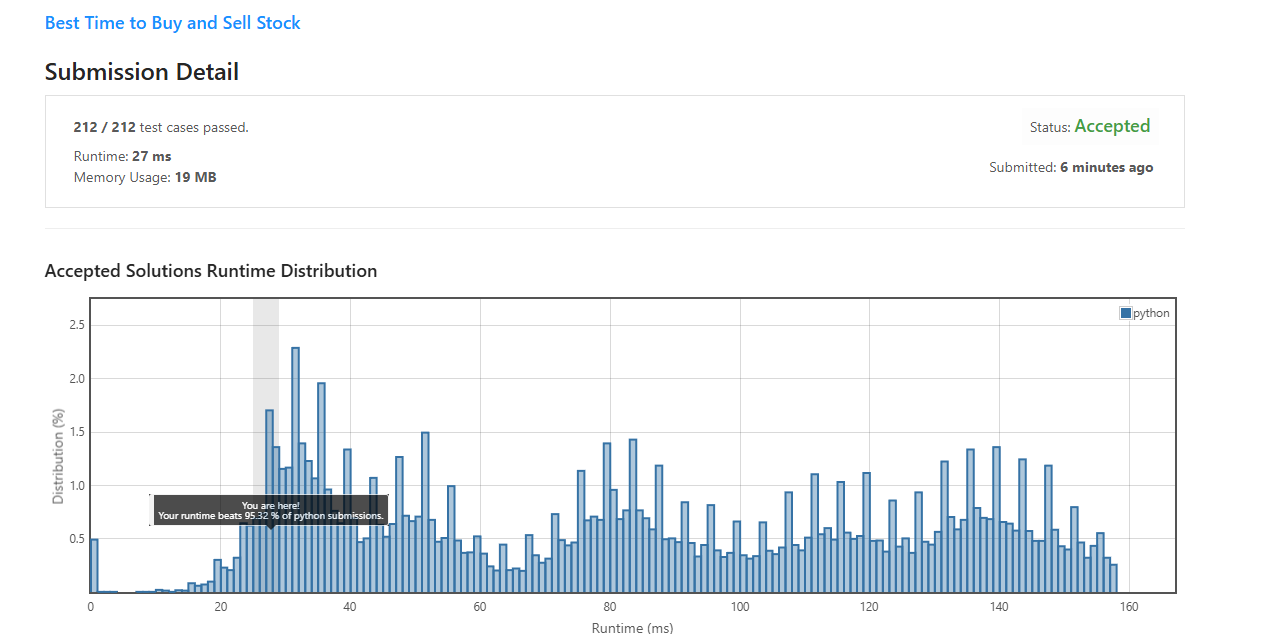 Best Time to Buy and Sell Stock
Submission Detail
212 / 212 test cases passed.
Status: Accepted
Runtime: 27 ms
Memory Usage: 19 MB
Submitted: 6 minutes ago
Accepted Solutions Runtime Distribution
python
2.5
2.0
1.5
1.0
0.5
Distribution (%)
You are here!
Your runtime beats 95.32 % of python submissions.
0 20 40 60 80 100 120 140 160
Runtime (ms)